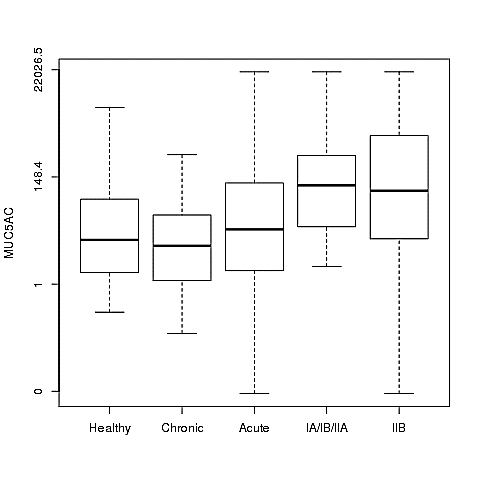 22026.5
148.4
1
0
MUC5AC
Healthy Chronic Acute IA/IB/IIA IIB